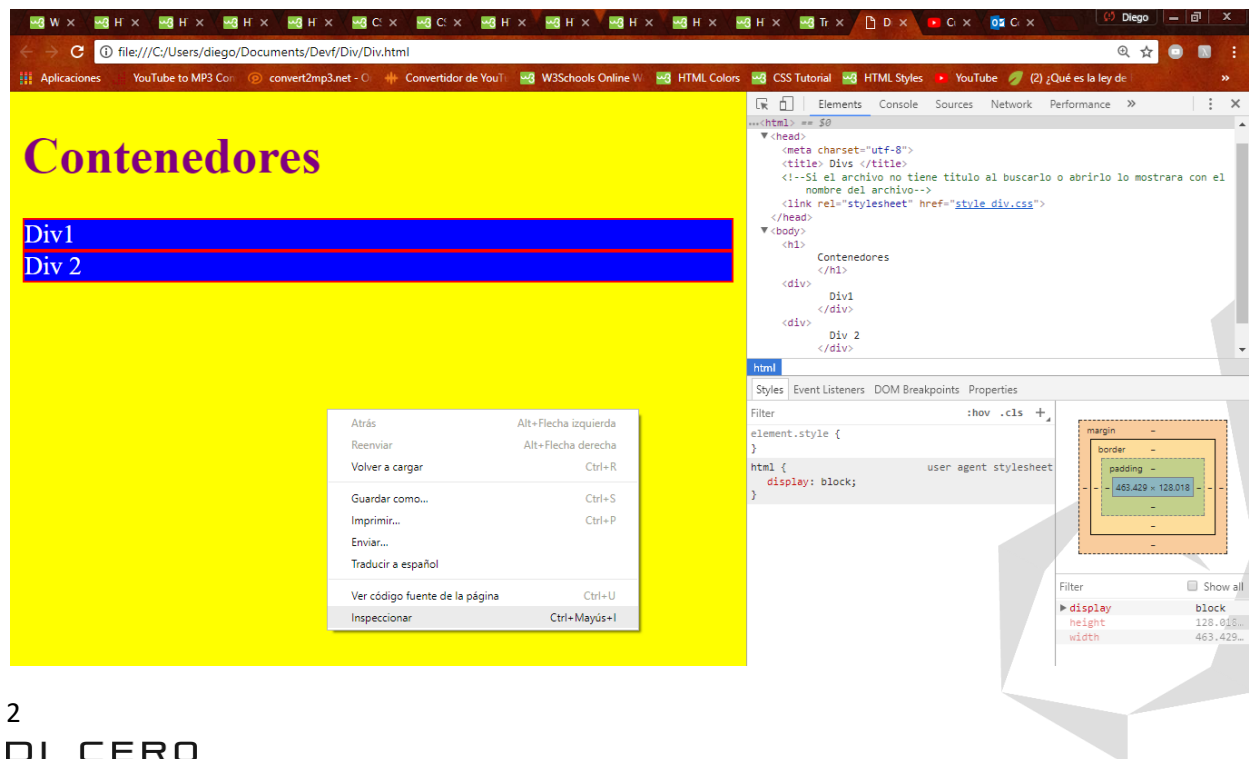 W H H H H C! C: H H H H H Tr D C C Diego
file:///C:/Users/diego/Documents/Devf/Div/Div.html
Aplicaciones YouTube to MP3 Con convert2mp3.net - O Convertidor de YouTu W3Schools Online W HTML Colors CSS Tutorial HTML Styles YouTube (2) ¿Qué es la ley de
Contenedores
Div1
Div 2
Atrás Alt+Flecha izquierda
Reenviar Alt+Flecha derecha
Volver a cargar Ctrl+R
Guardar como... Ctrl+S
Imprimir... Ctrl+P
Enviar...
Traducir a español
Ver código fuente de la página Ctrl+U
Inspeccionar Ctrl+Mayús+I
Elements Console Sources Network Performance »
...<html> == $0
▼<head>
<meta charset="utf-8">
<title> Divs </title>
<!--Si el archivo no tiene titulo al buscarlo o abrirlo lo mostrara con el
nombre del archivo-->
<link rel="stylesheet" href="style div.css">
</head>
▼<body>
<h1>
Contenedores
</h1>
<div>
Div1
</div>
<div>
Div 2
</div>
html
Styles Event Listeners DOM Breakpoints Properties
Filter :hov .cls +
element.style {
}
html { user agent stylesheet
display: block;
}
margin -
border -
padding -
- - - 463.429 × 128.018 - - -
-
-
-
Filter Show all
▶ display block
height 128.018…
width 463.429…
2
DI CERO